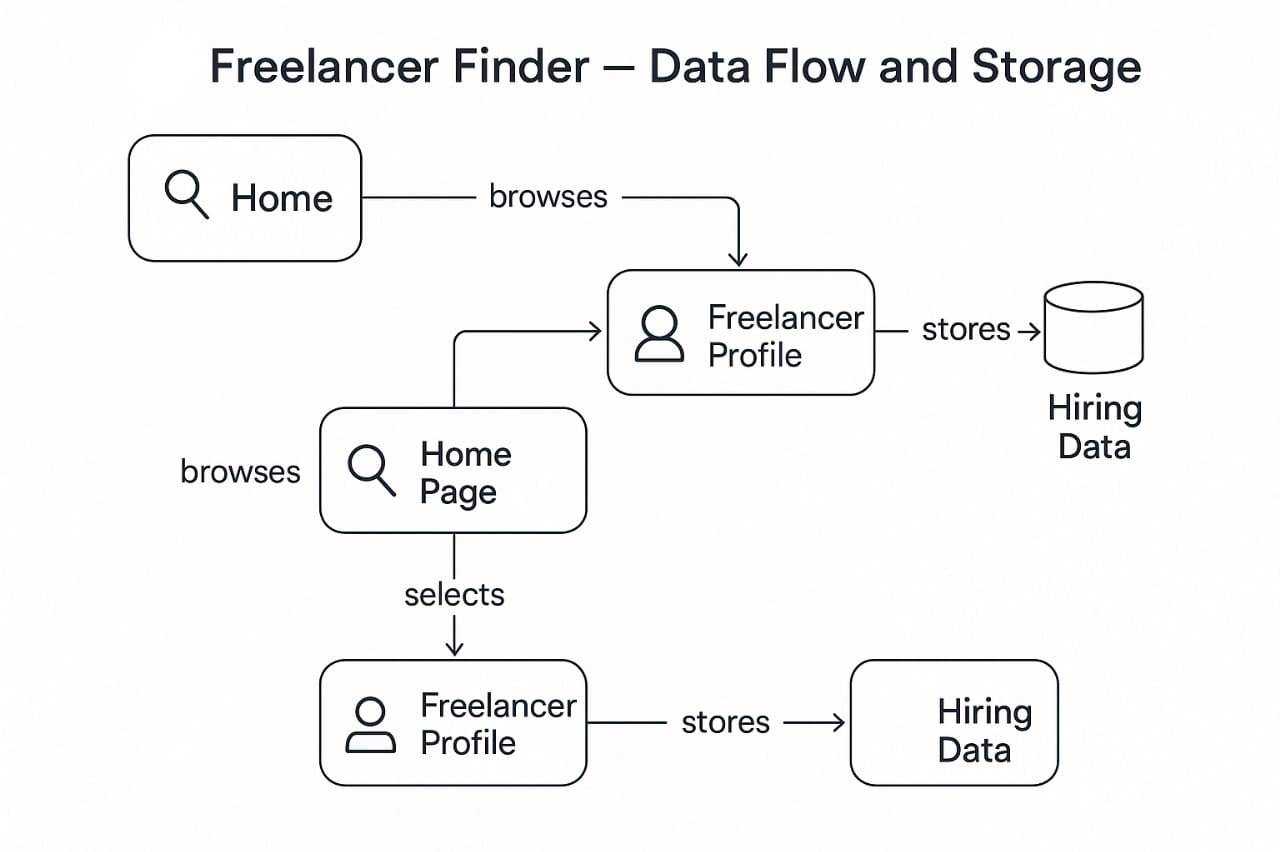 Freelancer Finder — Data Flow and Storage
Home
browses
Freelancer
Profile
stores
Hiring
Data
browses
Home
Page
selects
Freelancer
Profile
stores
Hiring
Data